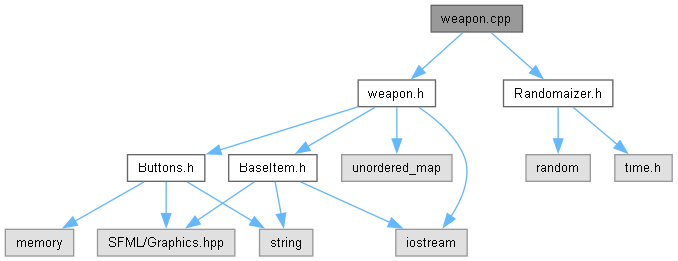 weapon.cpp
weapon.h
Randomaizer.h
Buttons.h
BaseItem.h
unordered_map
random
time.h
memory
SFML/Graphics.hpp
string
iostream